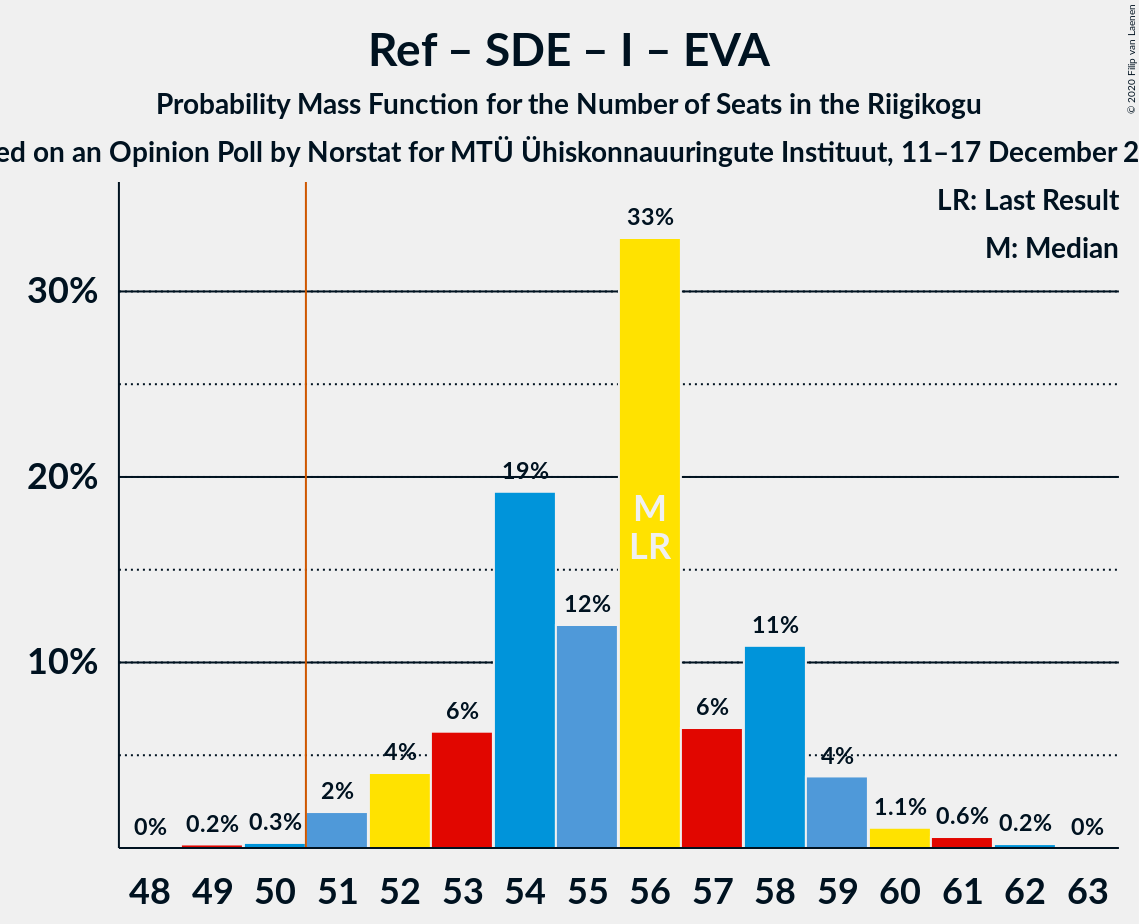 Ref – SDE – I – EVA
Probability Mass Function for the Number of Seats in the Riigikogu
ed on an Opinion Poll by Norstat for MTÜ Ühiskonnauuringute Instituut, 11–17 December 2
© 2020 Filip van Laenen
LR: Last Result
M: Median
30%
20%
10%
0%
0.2%
0.3%
2%
4%
6%
19%
12%
33%
6%
11%
4%
1.1%
0.6%
0.2%
0%
M
LR
48 49 50 51 52 53 54 55 56 57 58 59 60 61 62 63